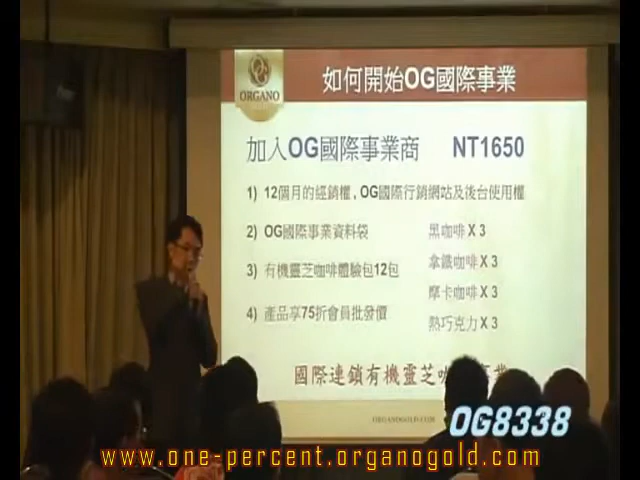 ORGANO
如何開始OG國際事業
加入OG國際事業商 NT1650
1) 12個月的經銷權，OG國際行銷網站及後台使用權
2) OG國際事業資料袋 黑咖啡 X 3
3) 有機靈芝咖啡體驗包12包 拿鐵咖啡 X 3
摩卡咖啡 X 3
4) 產品享75折會員批發價 熱巧克力 X 3
國際連鎖有機靈芝咖 事業
ORGANOGOLD.COM
OG8338
www.one-percent.organogold.com